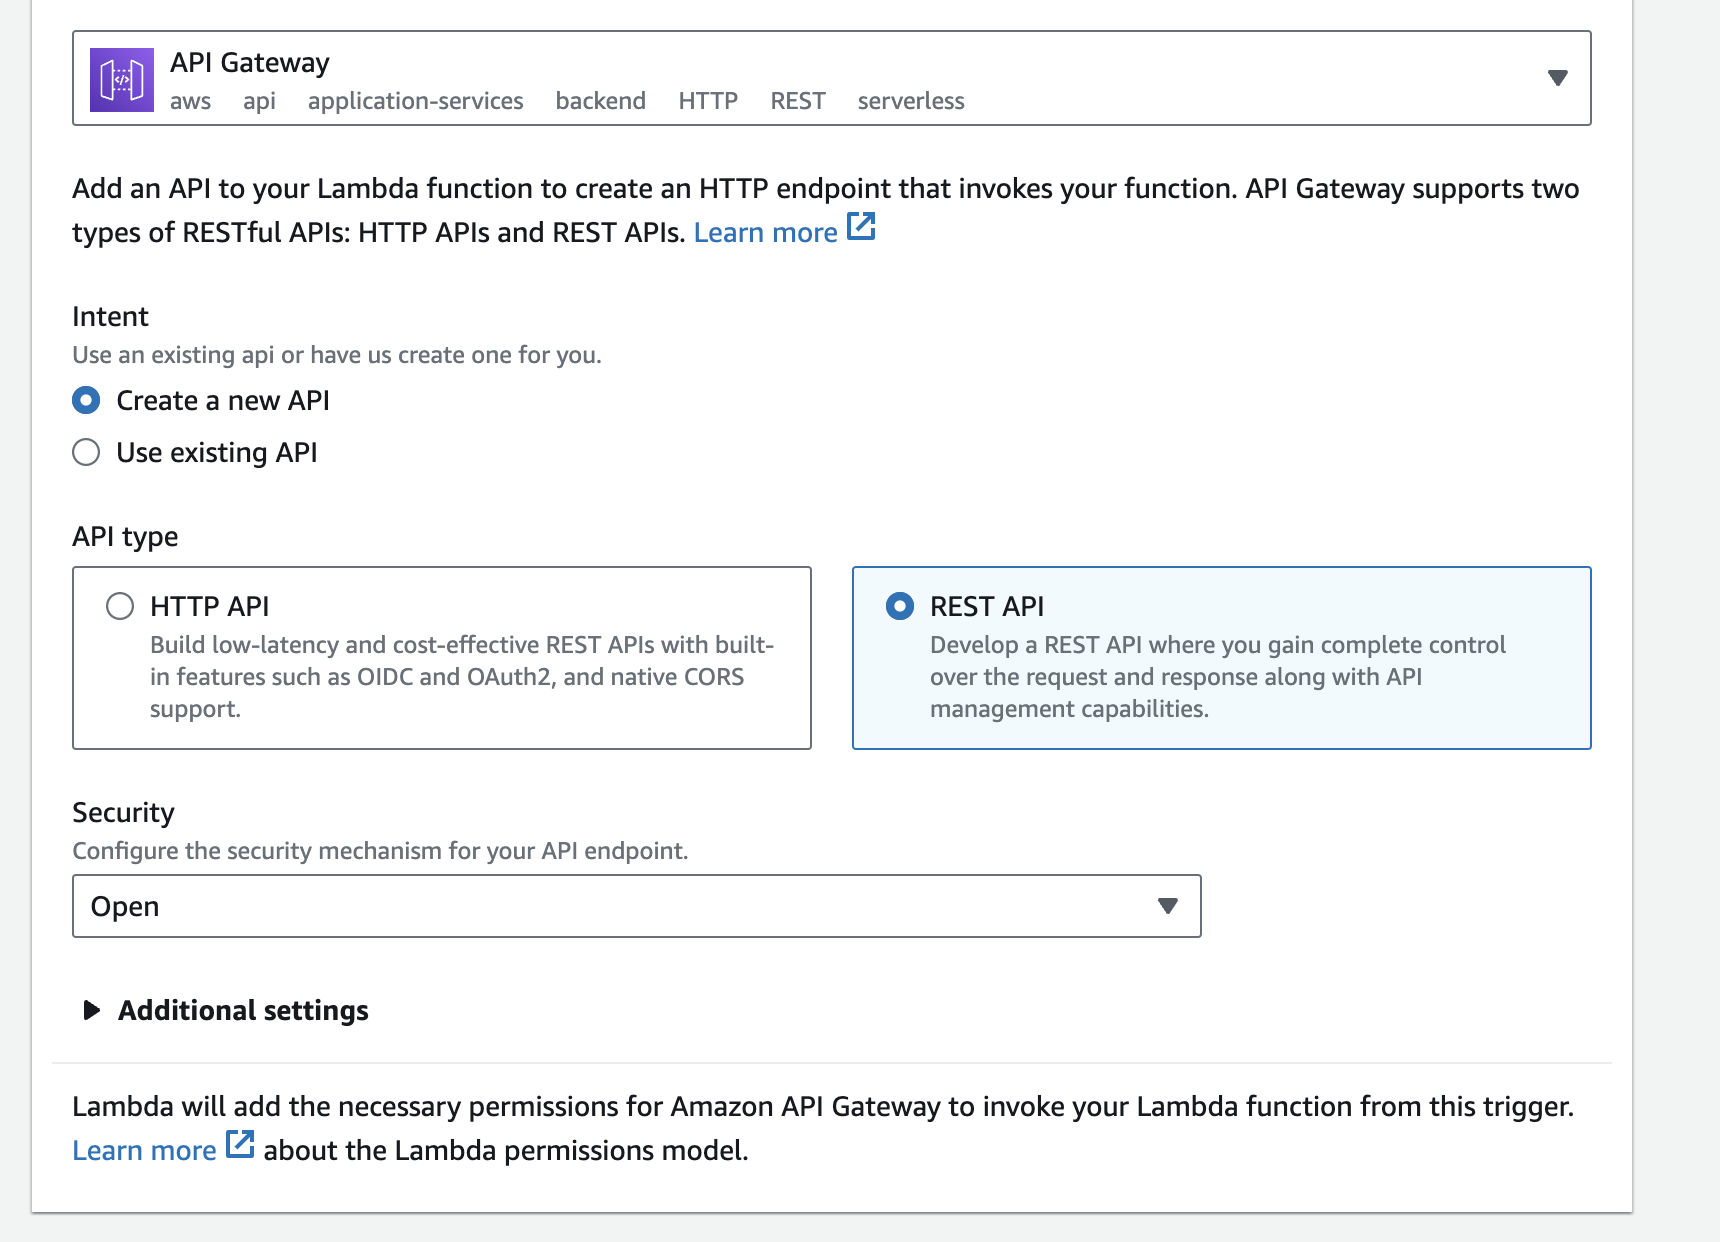 API Gateway
aws api application-services backend HTTP REST serverless
Add an API to your Lambda function to create an HTTP endpoint that invokes your function. API Gateway supports two
types of RESTful APIs: HTTP APIs and REST APIs. Learn more
Intent
Use an existing api or have us create one for you.
Create a new API
Use existing API
API type
HTTP API
Build low-latency and cost-effective REST APIs with built-
in features such as OIDC and OAuth2, and native CORS
support.
REST API
Develop a REST API where you gain complete control
over the request and response along with API
management capabilities.
Security
Configure the security mechanism for your API endpoint.
Open
Additional settings
Lambda will add the necessary permissions for Amazon API Gateway to invoke your Lambda function from this trigger.
Learn more about the Lambda permissions model.